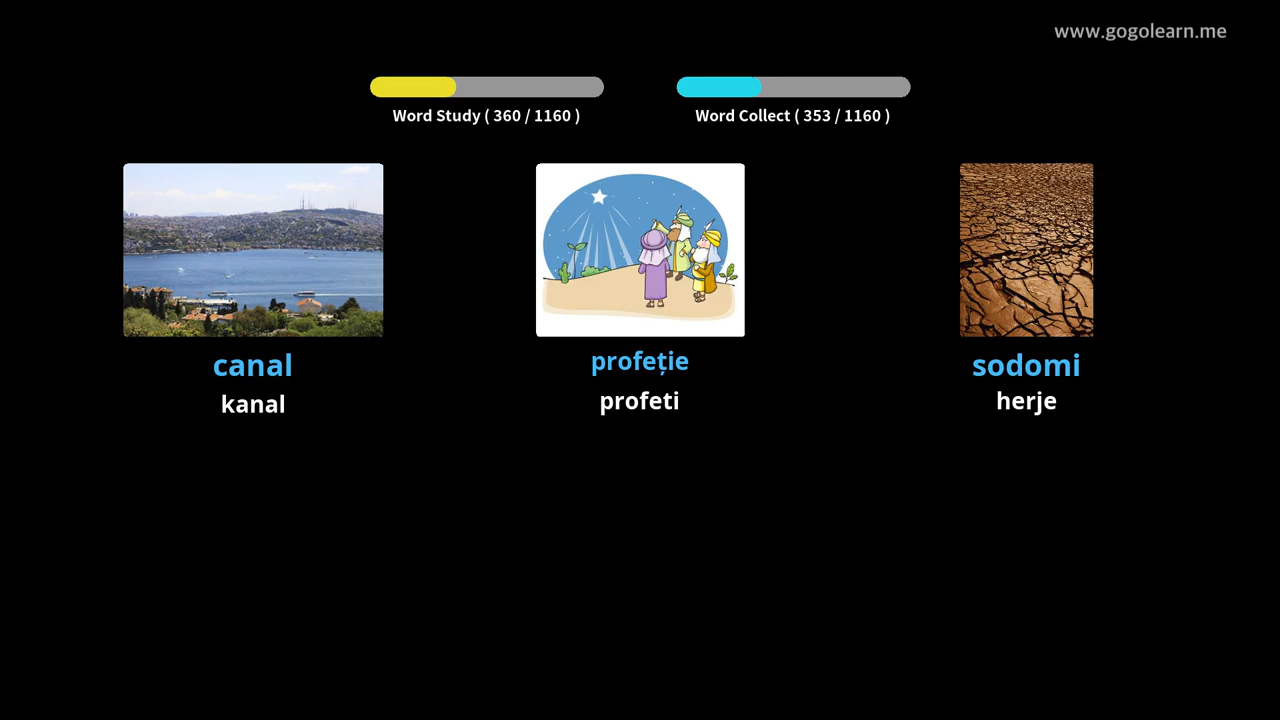 www.gogolearn.me
Word Study ( 360 / 1160 )
Word Collect ( 353 / 1160 )
canal
kanal
profeție
profeti
sodomi
herje